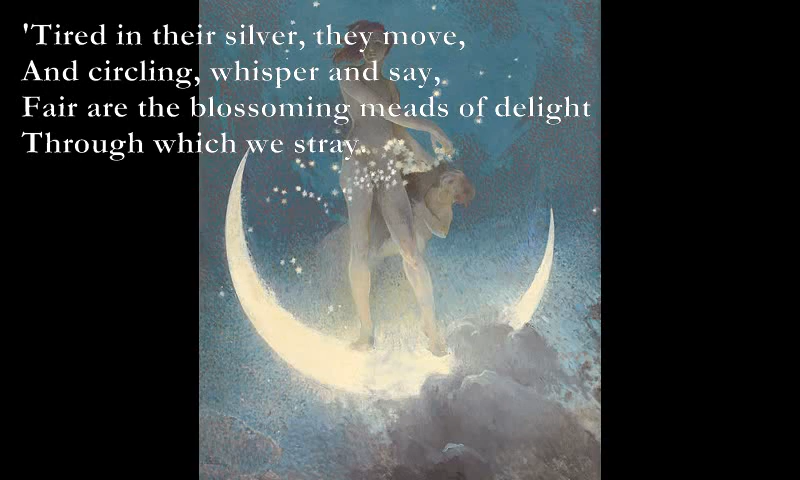 'Tired in their silver, they move,
And circling, whisper and say,
Fair are the blossoming meads of delight
Through which we stray.